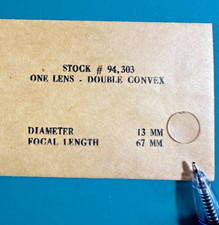 STOCK # 94,303
ONE LENS - DOUBLE CONVEX
DIAMETER 13 MM
FOCAL LENGTH 67 MM